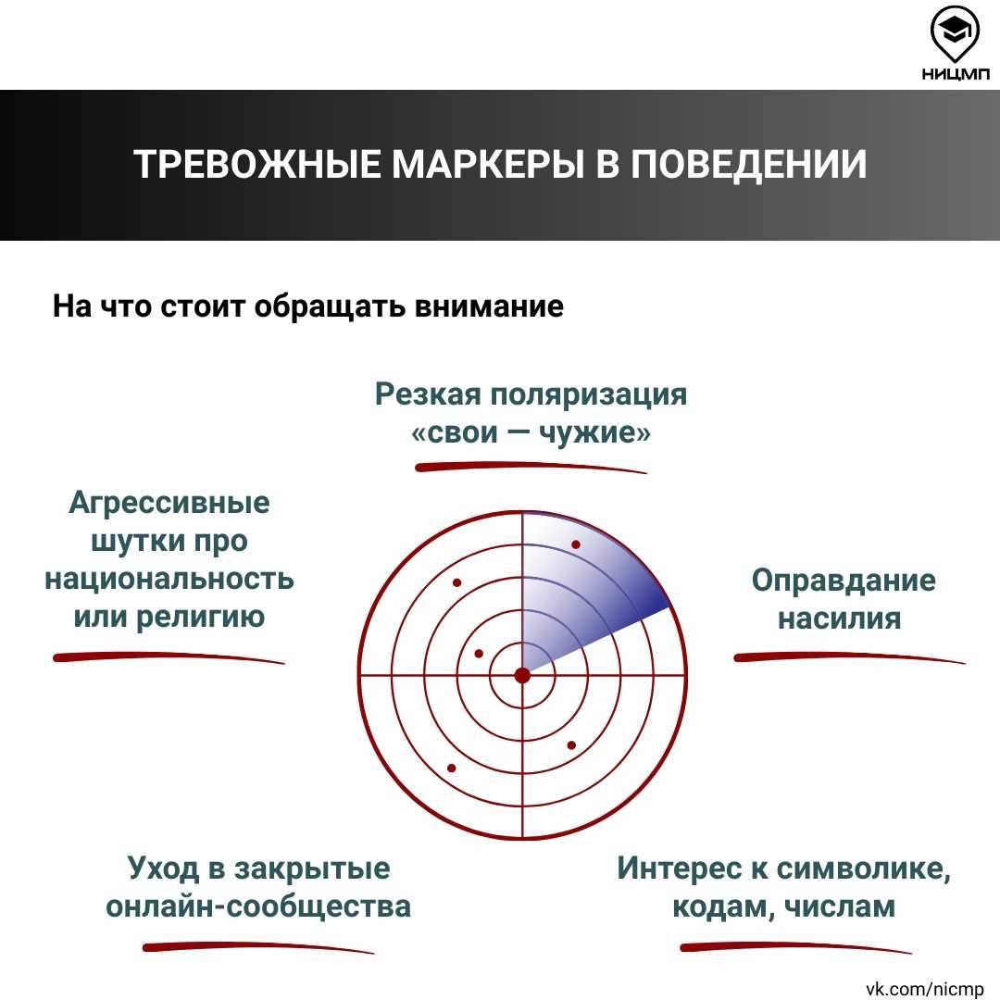 НИЦМП
ТРЕВОЖНЫЕ МАРКЕРЫ В ПОВЕДЕНИИ
На что стоит обращать внимание
Резкая поляризация
«свои — чужие»
Агрессивные
шутки про
национальность
или религию
Оправдание
насилия
Уход в закрытые
онлайн-сообщества
Интерес к символике,
кодам, числам
vk.com/nicmp